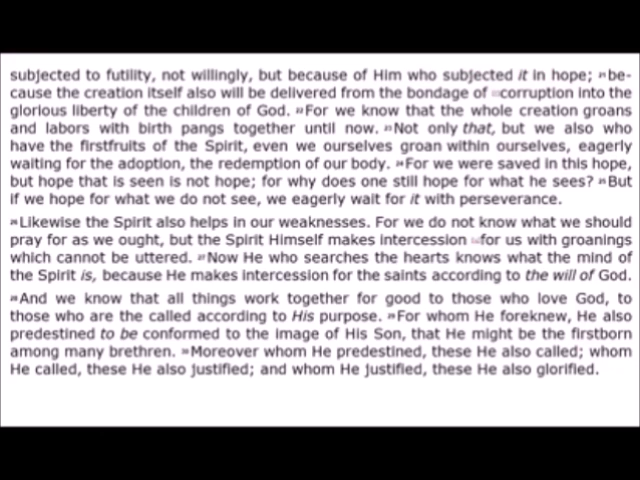 subjected to futility, not willingly, but because of Him who subjected it in hope; ²¹be-
cause the creation itself also will be delivered from the bondage of corruption into the
glorious liberty of the children of God. ²²For we know that the whole creation groans
and labors with birth pangs together until now. ²³Not only that, but we also who
have the firstfruits of the Spirit, even we ourselves groan within ourselves, eagerly
waiting for the adoption, the redemption of our body. ²⁴For we were saved in this hope,
but hope that is seen is not hope; for why does one still hope for what he sees? ²⁵But
if we hope for what we do not see, we eagerly wait for it with perseverance.
²⁶Likewise the Spirit also helps in our weaknesses. For we do not know what we should
pray for as we ought, but the Spirit Himself makes intercession for us with groanings
which cannot be uttered. ²⁷Now He who searches the hearts knows what the mind of
the Spirit is, because He makes intercession for the saints according to the will of God.
²⁸And we know that all things work together for good to those who love God, to
those who are the called according to His purpose. ²⁹For whom He foreknew, He also
predestined to be conformed to the image of His Son, that He might be the firstborn
among many brethren. ³⁰Moreover whom He predestined, these He also called; whom
He called, these He also justified; and whom He justified, these He also glorified.